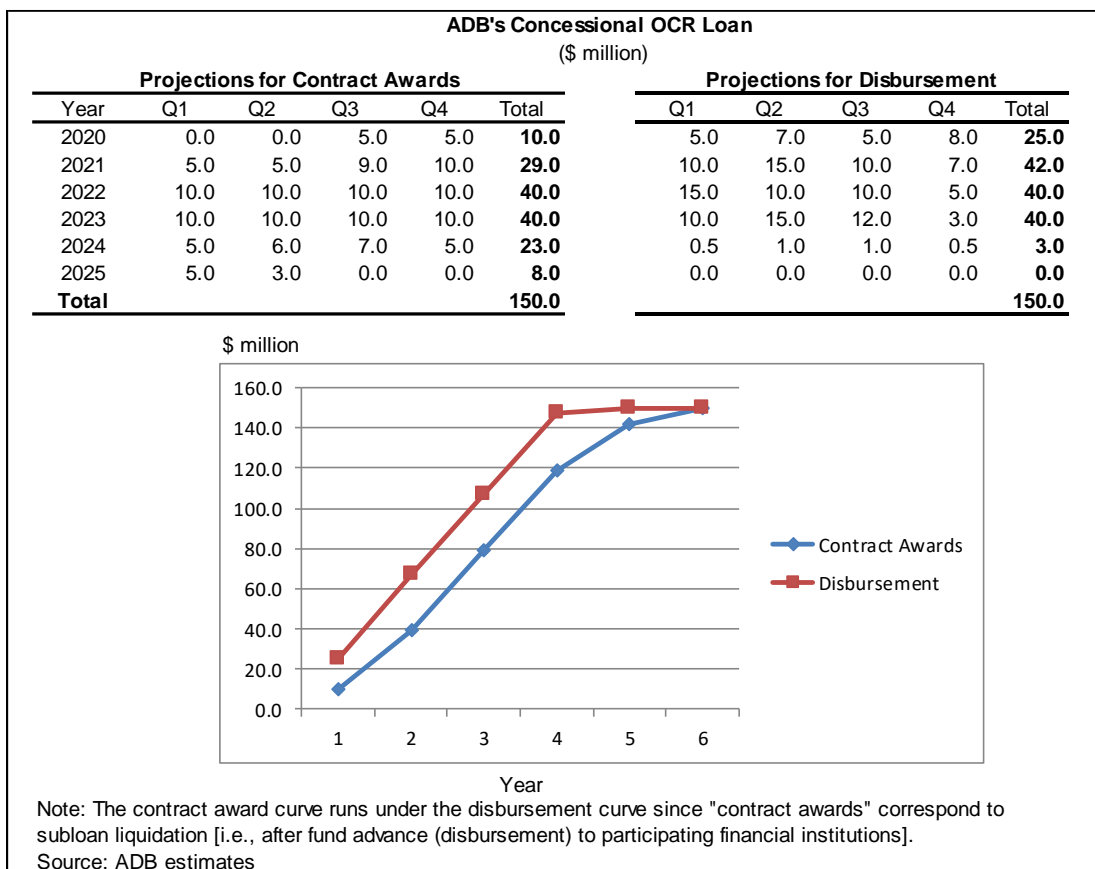 ADB's Concessional OCR Loan
($ million)
Projections for Contract Awards Projections for Disbursement
Year Q1 Q2 Q3 Q4 Total Q1 Q2 Q3 Q4 Total
2020 0.0 0.0 5.0 5.0 10.0 5.0 7.0 5.0 8.0 25.0
2021 5.0 5.0 9.0 10.0 29.0 10.0 15.0 10.0 7.0 42.0
2022 10.0 10.0 10.0 10.0 40.0 15.0 10.0 10.0 5.0 40.0
2023 10.0 10.0 10.0 10.0 40.0 10.0 15.0 12.0 3.0 40.0
2024 5.0 6.0 7.0 5.0 23.0 0.5 1.0 1.0 0.5 3.0
2025 5.0 3.0 0.0 0.0 8.0 0.0 0.0 0.0 0.0 0.0
Total 150.0 150.0
$ million
160.0
140.0
120.0
100.0
80.0
60.0
40.0
20.0
0.0
1 2 3 4 5 6
Year
Contract Awards
Disbursement
Note: The contract award curve runs under the disbursement curve since "contract awards" correspond to
subloan liquidation [i.e., after fund advance (disbursement) to participating financial institutions].
Source: ADB estimates